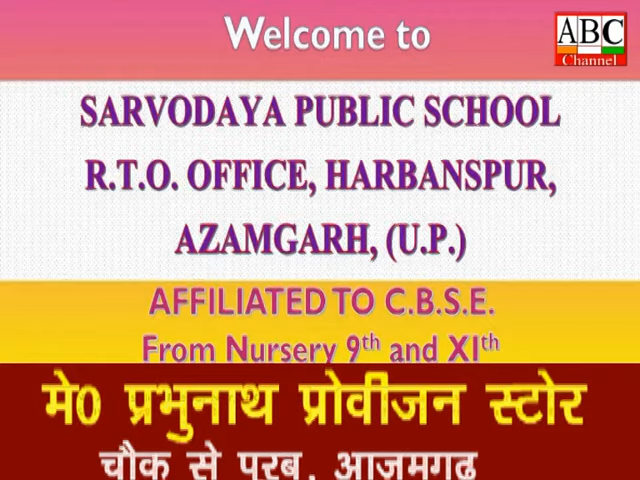 Welcome to
ABC
Channel
SARVODAYA PUBLIC SCHOOL
R.T.O. OFFICE, HARBANSPUR,
AZAMGARH, (U.P.)
AFFILIATED TO C.B.S.E.
From Nursery 9th and XIth
मे0 प्रभुनाथ प्रोवीजन स्टोर
चौक से पूरब, आजमगढ़